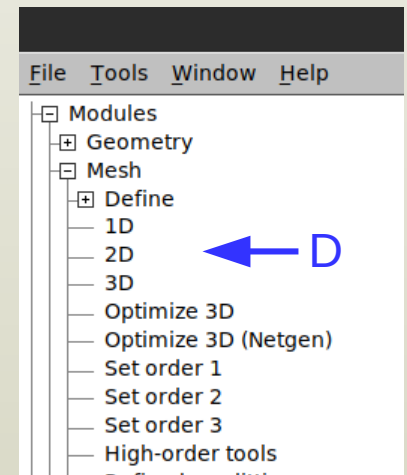 File Tools Window Help
Modules
Geometry
Mesh
Define
1D
2D
D
3D
Optimize 3D
Optimize 3D (Netgen)
Set order 1
Set order 2
Set order 3
High-order tools